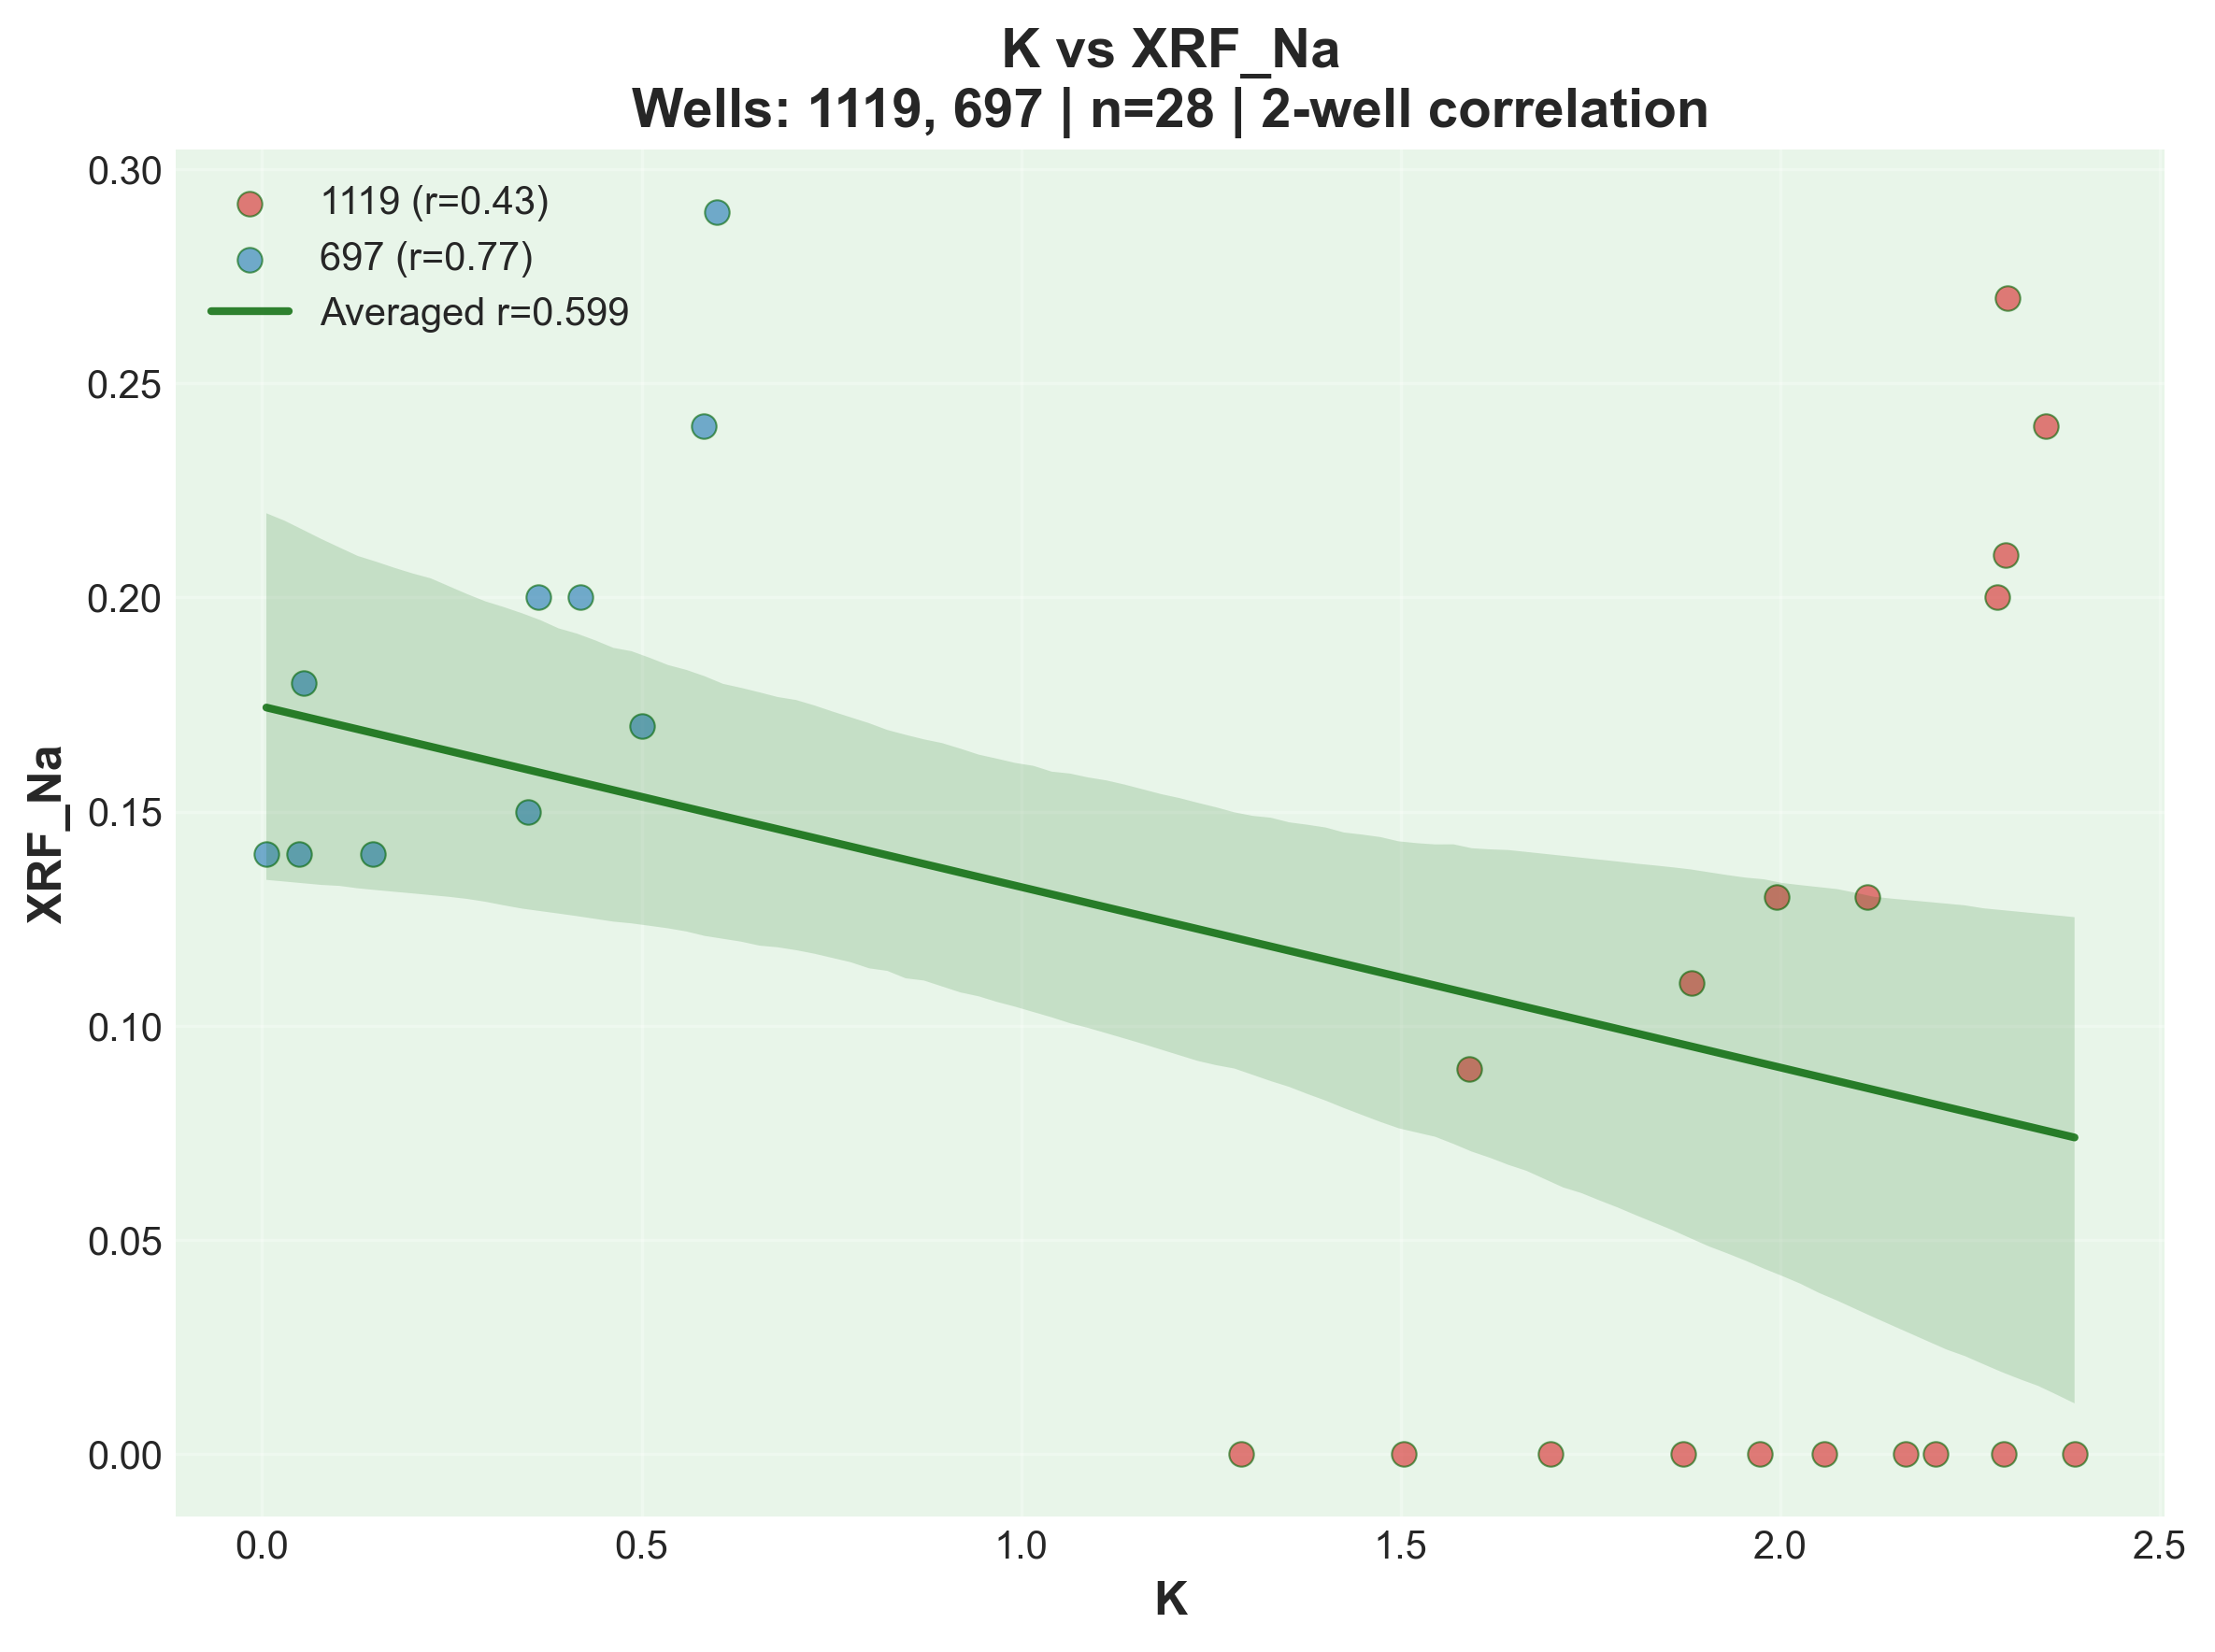 K vs XRF_Na
Wells: 1119, 697 | n=28 | 2-well correlation
1119 (r=0.43)
697 (r=0.77)
Averaged r=0.599
XRF_Na
0.30
0.25
0.20
0.15
0.10
0.05
0.00
0.0 0.5 1.0 1.5 2.0 2.5
K